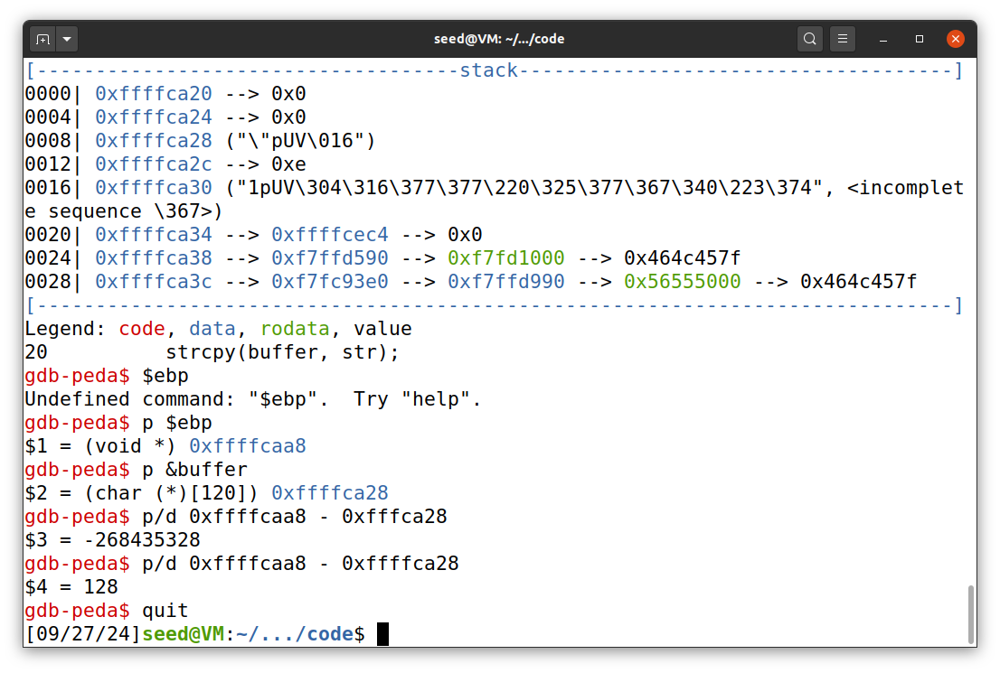 seed@VM: ~/.../code
[------------------------------------stack-------------------------------------]
0000| 0xffffca20 --> 0x0
0004| 0xffffca24 --> 0x0
0008| 0xffffca28 ("\"pUV\016")
0012| 0xffffca2c --> 0xe
0016| 0xffffca30 ("1pUV\304\316\377\377\220\325\377\367\340\223\374", <incomplet
e sequence \367>)
0020| 0xffffca34 --> 0xffffcec4 --> 0x0
0024| 0xffffca38 --> 0xf7ffd590 --> 0xf7fd1000 --> 0x464c457f
0028| 0xffffca3c --> 0xf7fc93e0 --> 0xf7ffd990 --> 0x56555000 --> 0x464c457f
[------------------------------------------------------------------------------]
Legend: code, data, rodata, value
20	    strcpy(buffer, str);
gdb-peda$ $ebp
Undefined command: "$ebp".  Try "help".
gdb-peda$ p $ebp
$1 = (void *) 0xffffcaa8
gdb-peda$ p &buffer
$2 = (char (*)[120]) 0xffffca28
gdb-peda$ p/d 0xffffcaa8 - 0xfffca28
$3 = -268435328
gdb-peda$ p/d 0xffffcaa8 - 0xffffca28
$4 = 128
gdb-peda$ quit
[09/27/24]seed@VM:~/.../code$